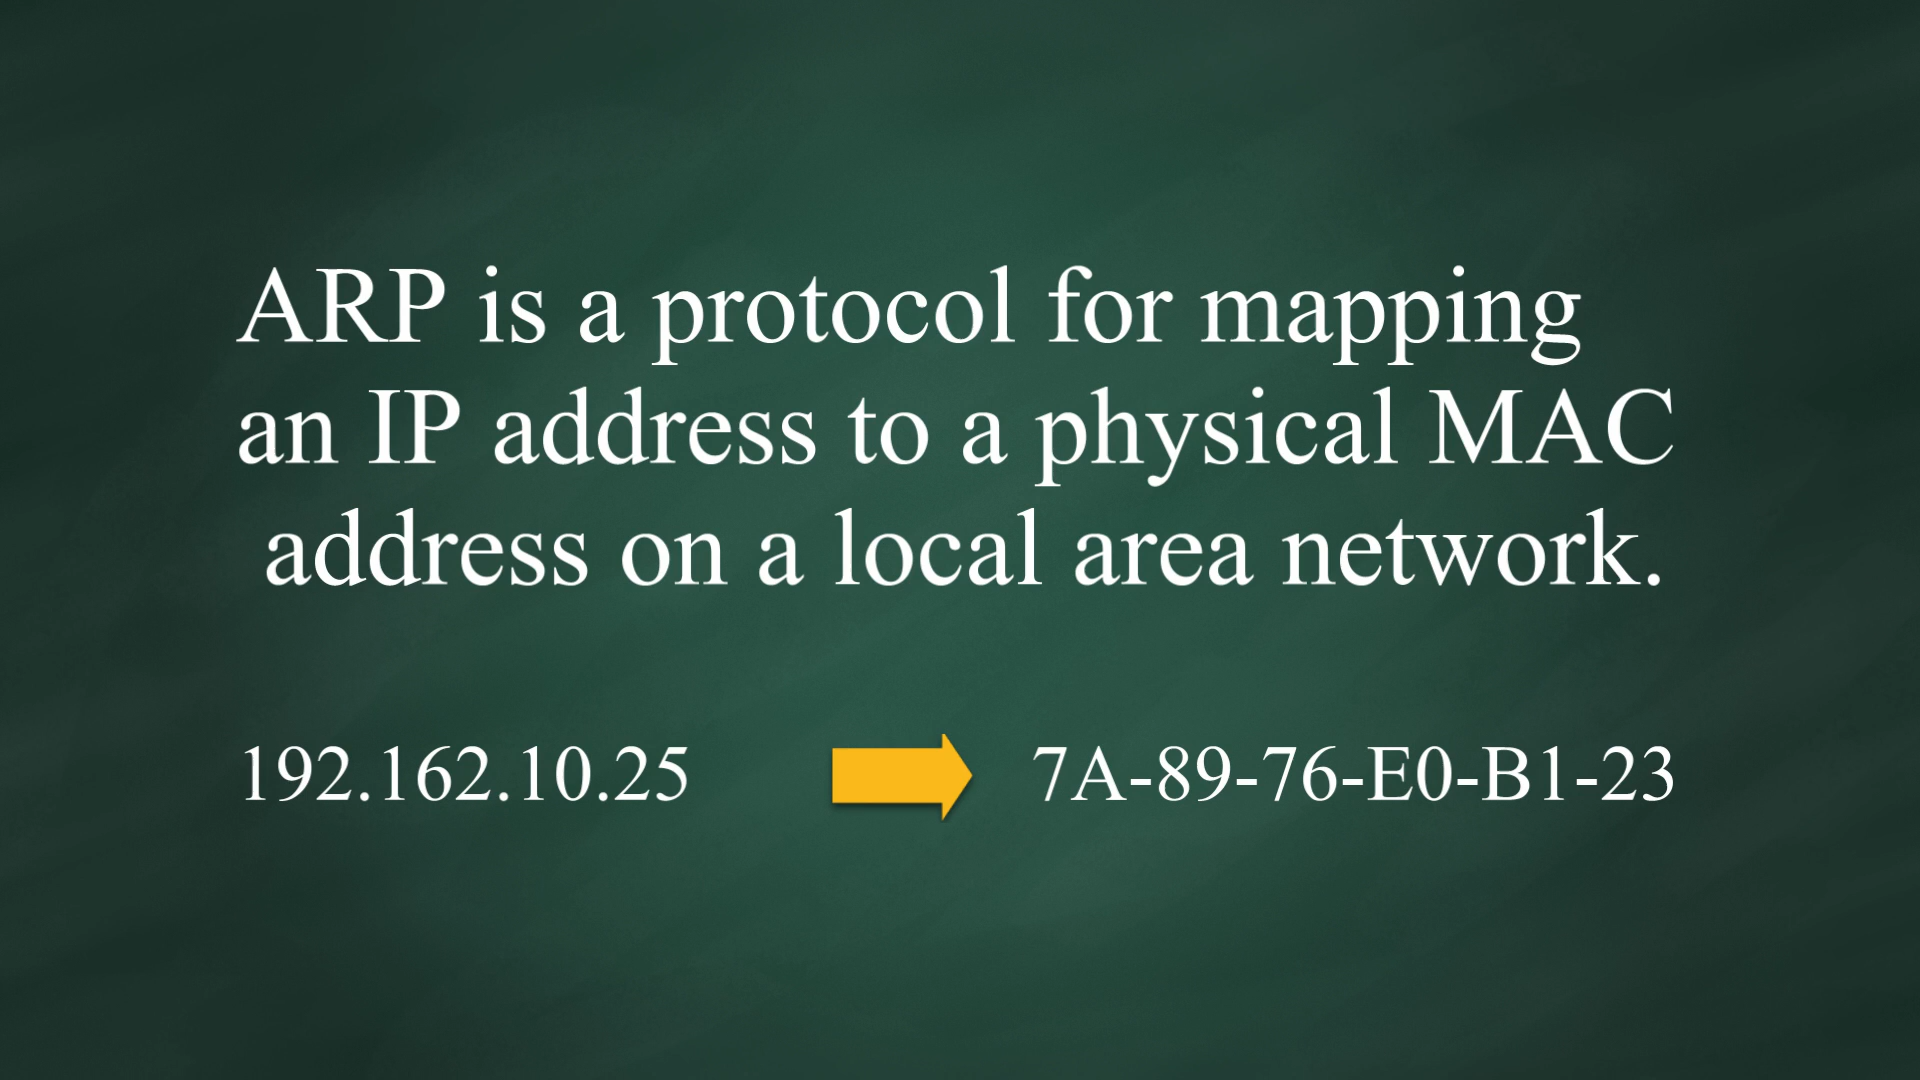 ARP is a protocol for mapping
an IP address to a physical MAC
address on a local area network.
192.162.10.25 7A-89-76-E0-B1-23